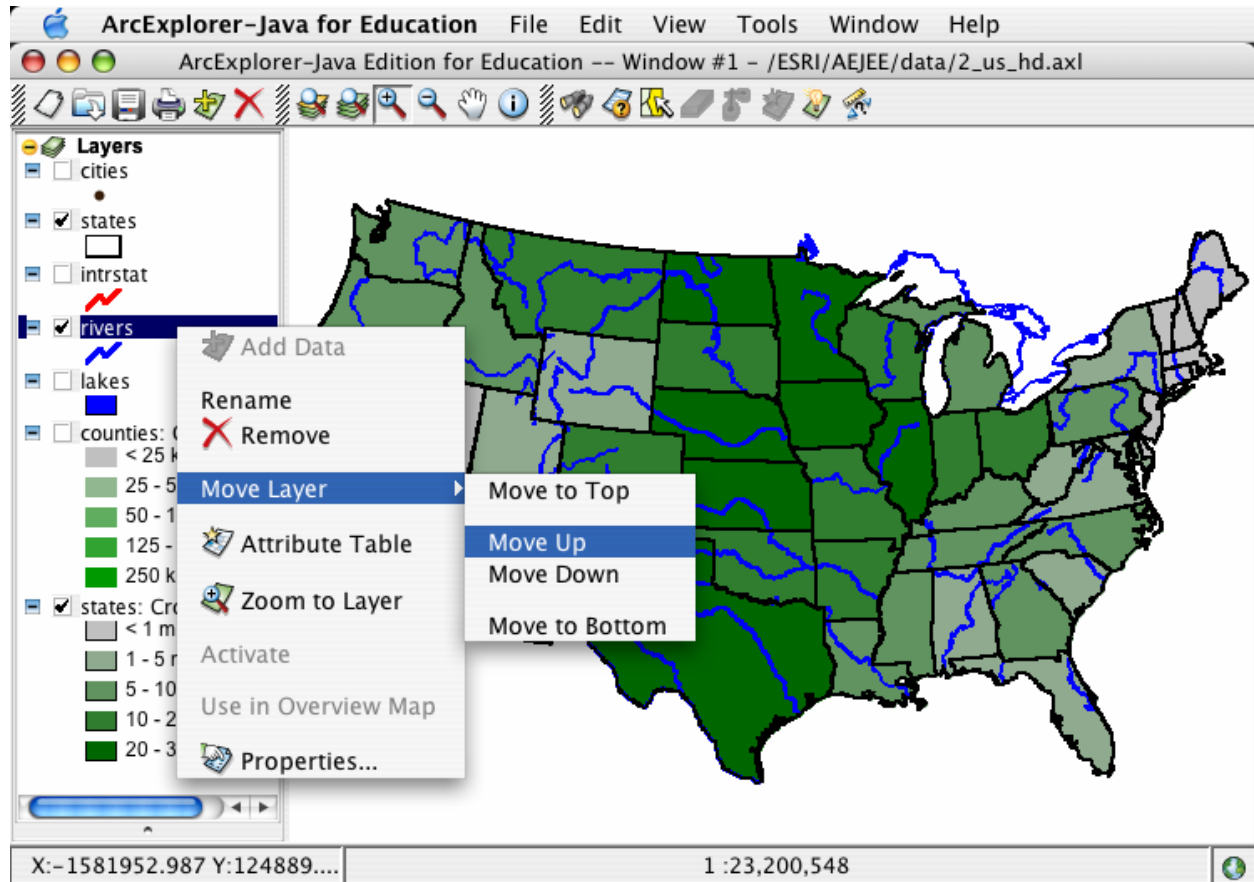 ArcExplorer-Java for Education File Edit View Tools Window Help
ArcExplorer-Java Edition for Education -- Window #1 - /ESRI/AEJEE/data/2_us_hd.axl
Layers
cities
states
intrstat
rivers
lakes
counties:
< 25
25 - 5
50 - 1
125 -
250 k
states: Cro
< 1 m
1 - 5
5 - 10
10 - 2
20 - 3
Add Data
Rename
Remove
Move Layer
Attribute Table
Zoom to Layer
Activate
Use in Overview Map
Properties...
Move to Top
Move Up
Move Down
Move to Bottom
X:-1581952.987 Y:124889....
1 :23,200,548